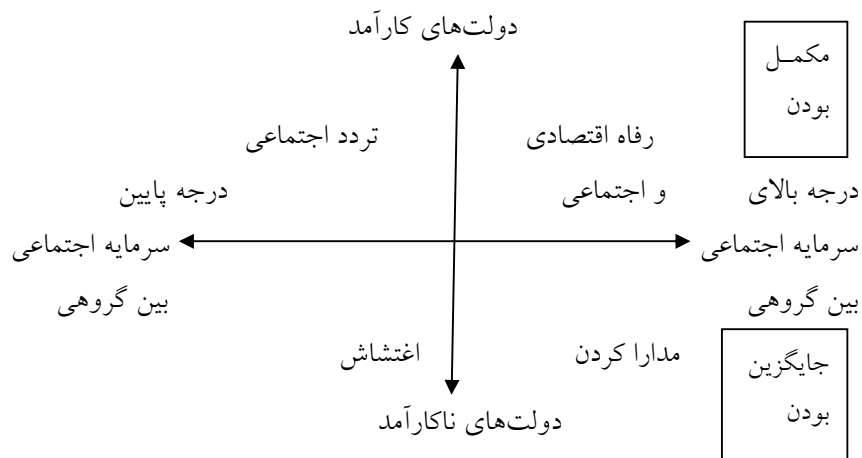 دولت‌های کارآمد
مکمـل
بودن
رفاه اقتصادی
و اجتماعی
تردد اجتماعی
درجه بالای
سرمایه اجتماعی
بین گروهی
درجه پایین
سرمایه اجتماعی
بین گروهی
جایگزین
بودن
مدارا کردن
اغتشاش
دولت‌های ناکارآمد